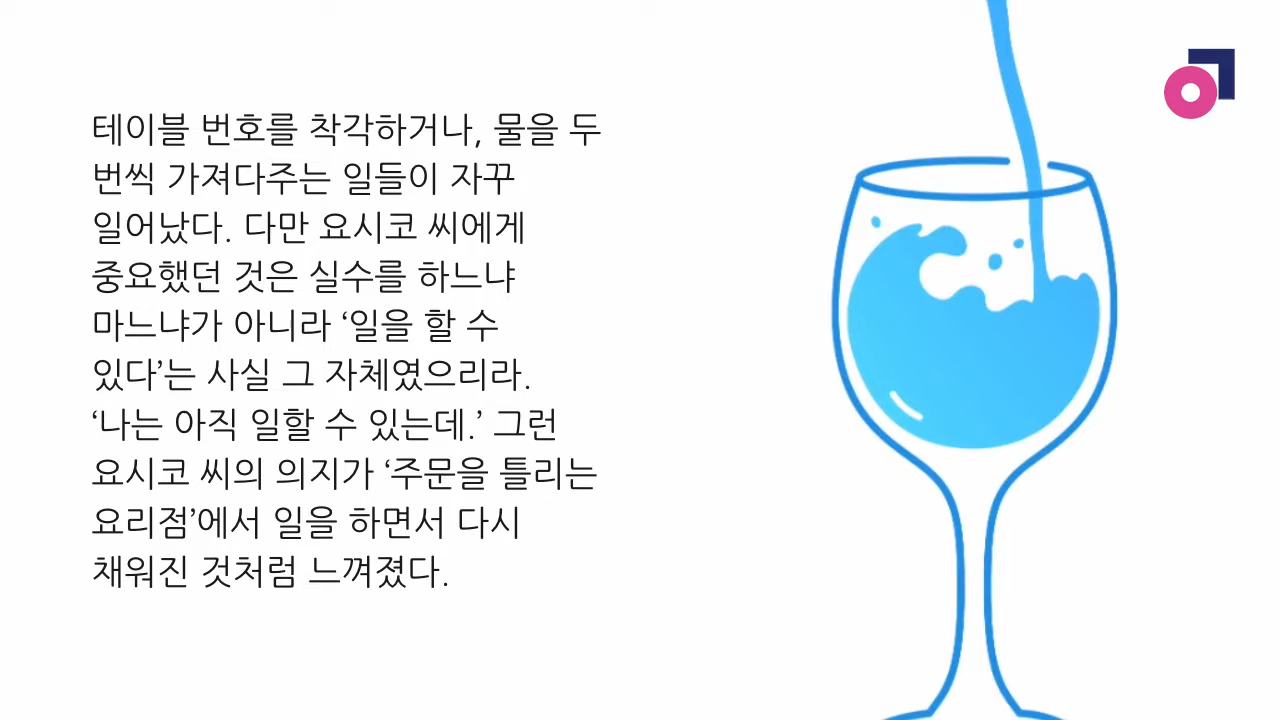 테이블 번호를 착각하거나, 물을 두
번씩 가져다주는 일들이 자꾸
일어났다. 다만 요시코 씨에게
중요했던 것은 실수를 하느냐
마느냐가 아니라 ‘일을 할 수
있다’는 사실 그 자체였으리라.
‘나는 아직 일할 수 있는데.’ 그런
요시코 씨의 의지가 ‘주문을 틀리는
요리점’에서 일을 하면서 다시
채워진 것처럼 느껴졌다.